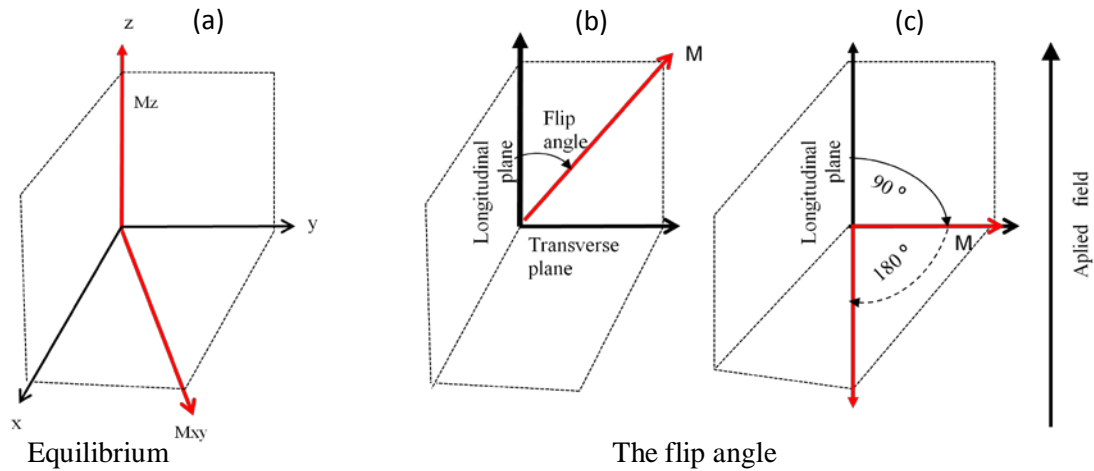 (a)
z
Mz
y
x
Mxy
Equilibrium
(b)
M
Flip
angle
Longitudinal
plane
Transverse
plane
The flip angle
(c)
Longitudinal
plane
90 º
M
180 º
Aplied field